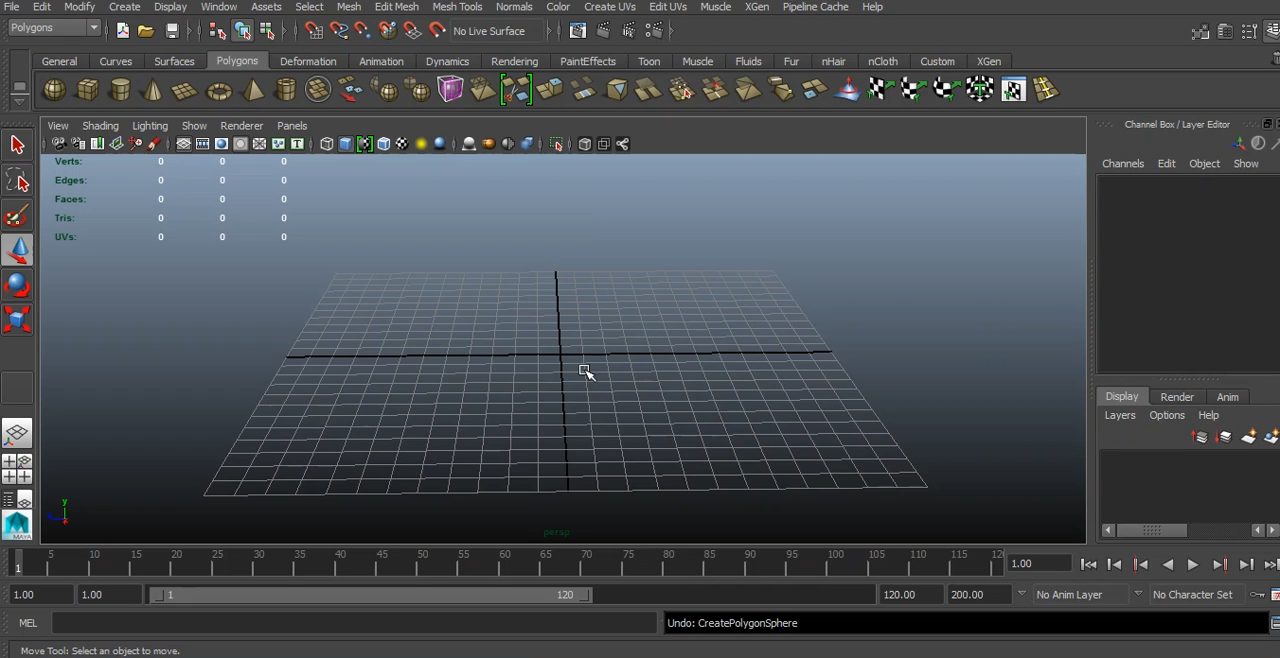 File Edit Modify Create Display Window Assets Select Mesh Edit Mesh Mesh Tools Normals Color Create UVs Edit UVs Muscle XGen Pipeline Cache Help
Polygons No Live Surface
General Curves Surfaces Polygons Deformation Animation Dynamics Rendering PaintEffects Toon Muscle Fluids Fur nHair nCloth Custom XGen
View Shading Lighting Show Renderer Panels
Channel Box / Layer Editor
Channels Edit Object Show
Verts: 0 0 0
Edges: 0 0 0
Faces: 0 0 0
Tris: 0 0 0
UVs: 0 0 0
Display Render Anim
Layers Options Help
y
persp
MAYA
1 5 10 15 20 25 30 35 40 45 50 55 60 65 70 75 80 85 90 95 100 105 110 115 12 1.00
1.00 1.00 1 120 120.00 200.00 No Anim Layer No Character Set
MEL Undo: CreatePolygonSphere
Move Tool: Select an object to move.